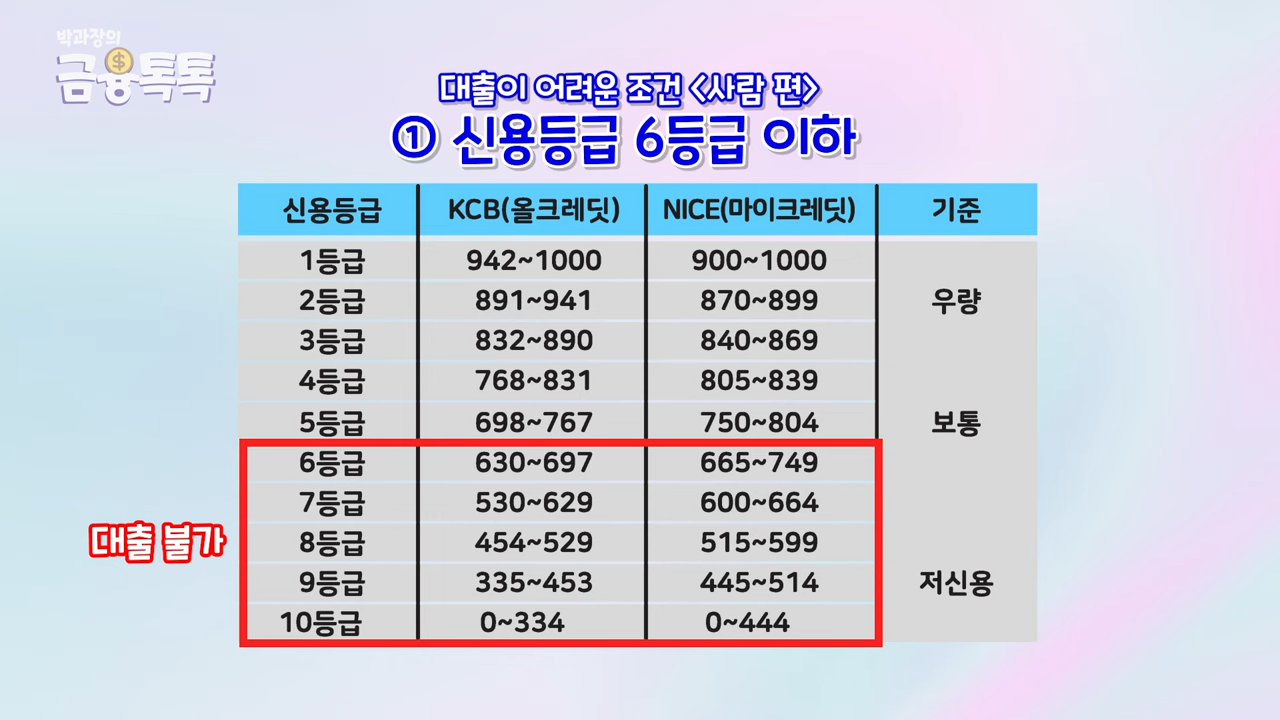 박과장의
금융톡톡
대출이 어려운 조건 <사람 편>
① 신용등급 6등급 이하
신용등급 KCB(올크레딧) NICE(마이크레딧) 기준
1등급 942~1000 900~1000
2등급 891~941 870~899 우량
3등급 832~890 840~869
4등급 768~831 805~839
5등급 698~767 750~804 보통
6등급 630~697 665~749
7등급 530~629 600~664
대출 불가
8등급 454~529 515~599
9등급 335~453 445~514 저신용
10등급 0~334 0~444